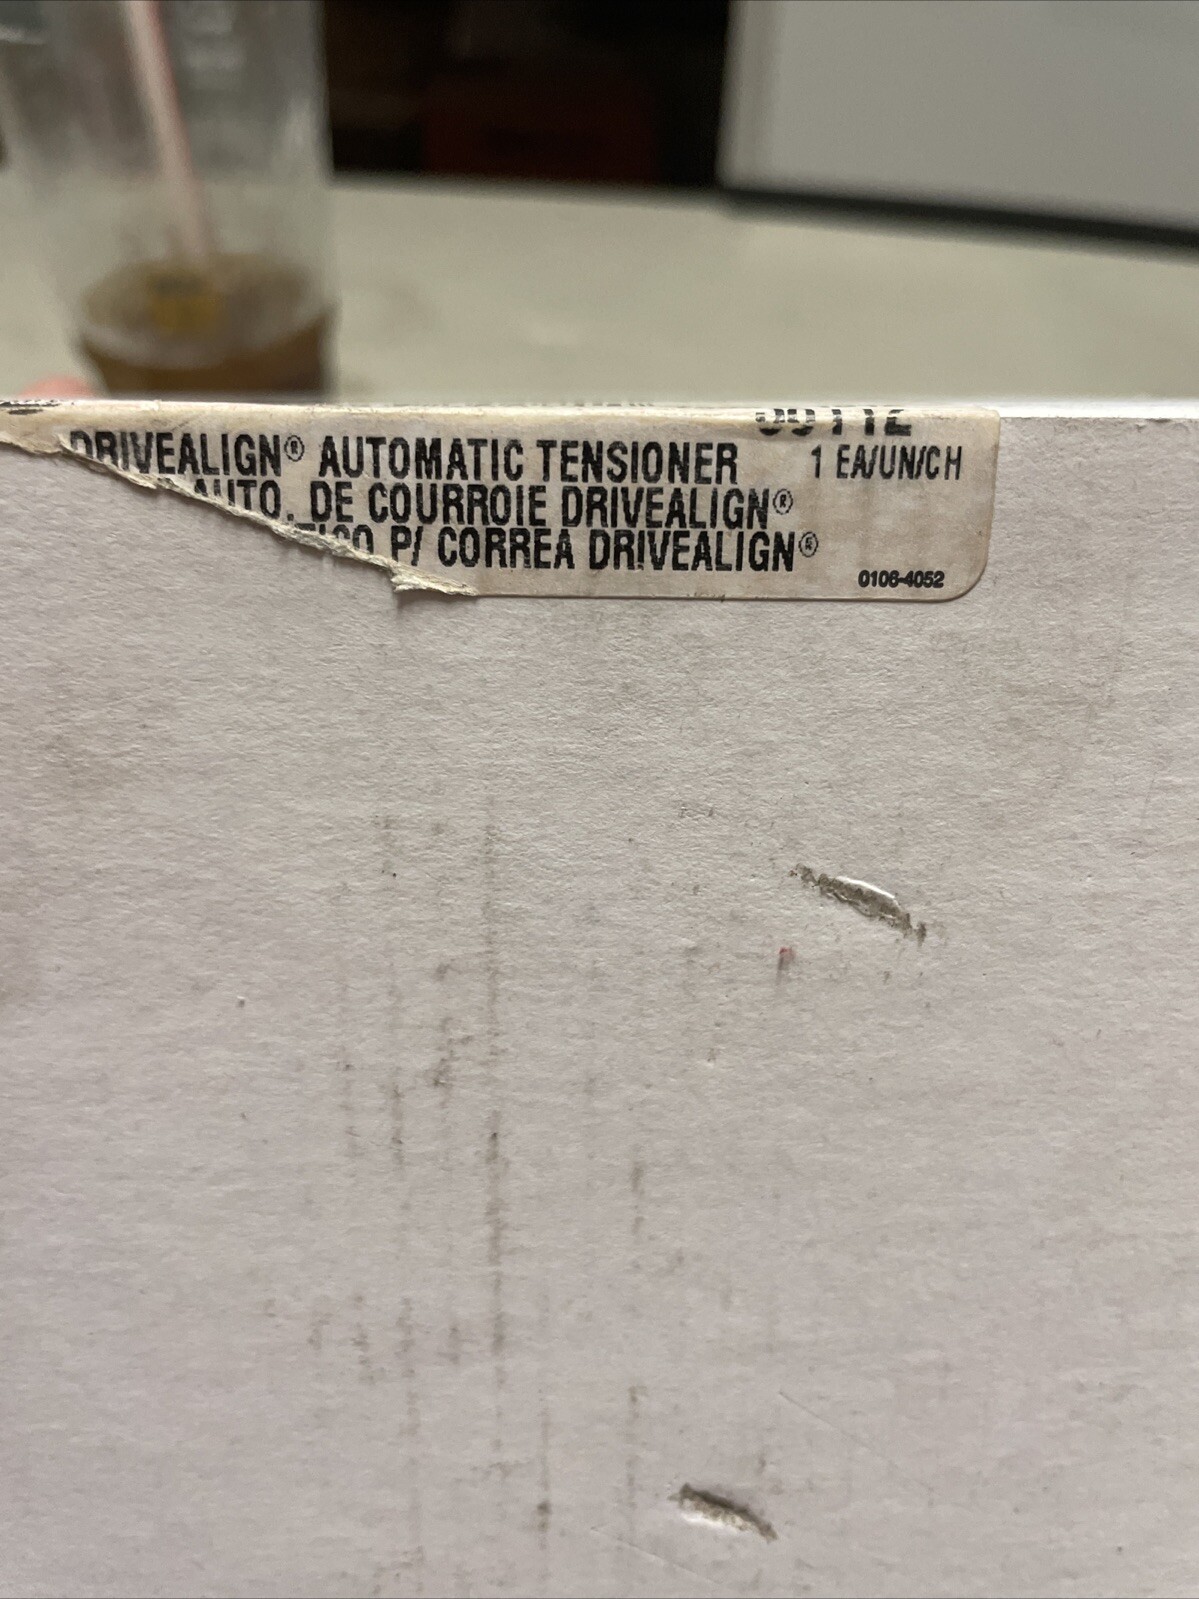 DRIVEALIGN® AUTOMATIC TENSIONER 1 EA/UN/CH
AUTO. DE COURROIE DRIVEALIGN®
P/ CORREA DRIVEALIGN®
0106-4052